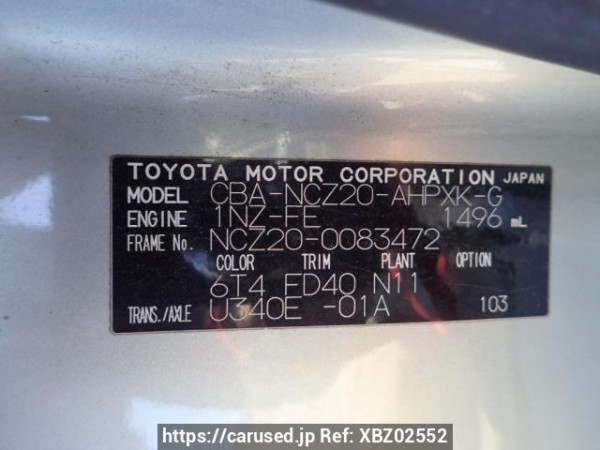 TOYOTA MOTOR CORPORATION JAPAN
MODEL CBA-NCZ20-AHPXK-G
ENGINE 1NZ-FE 1496 mL
FRAME No. NCZ20-0083472
COLOR TRIM PLANT OPTION
6T4 FD40 N11
TRANS./AXLE U340E -01A 103
https://carused.jp Ref: XBZ02552